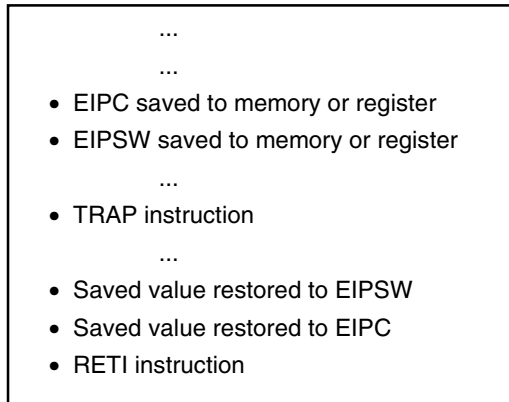 ...
...
• EIPC saved to memory or register
• EIPSW saved to memory or register
...
• TRAP instruction
...
• Saved value restored to EIPSW
• Saved value restored to EIPC
• RETI instruction